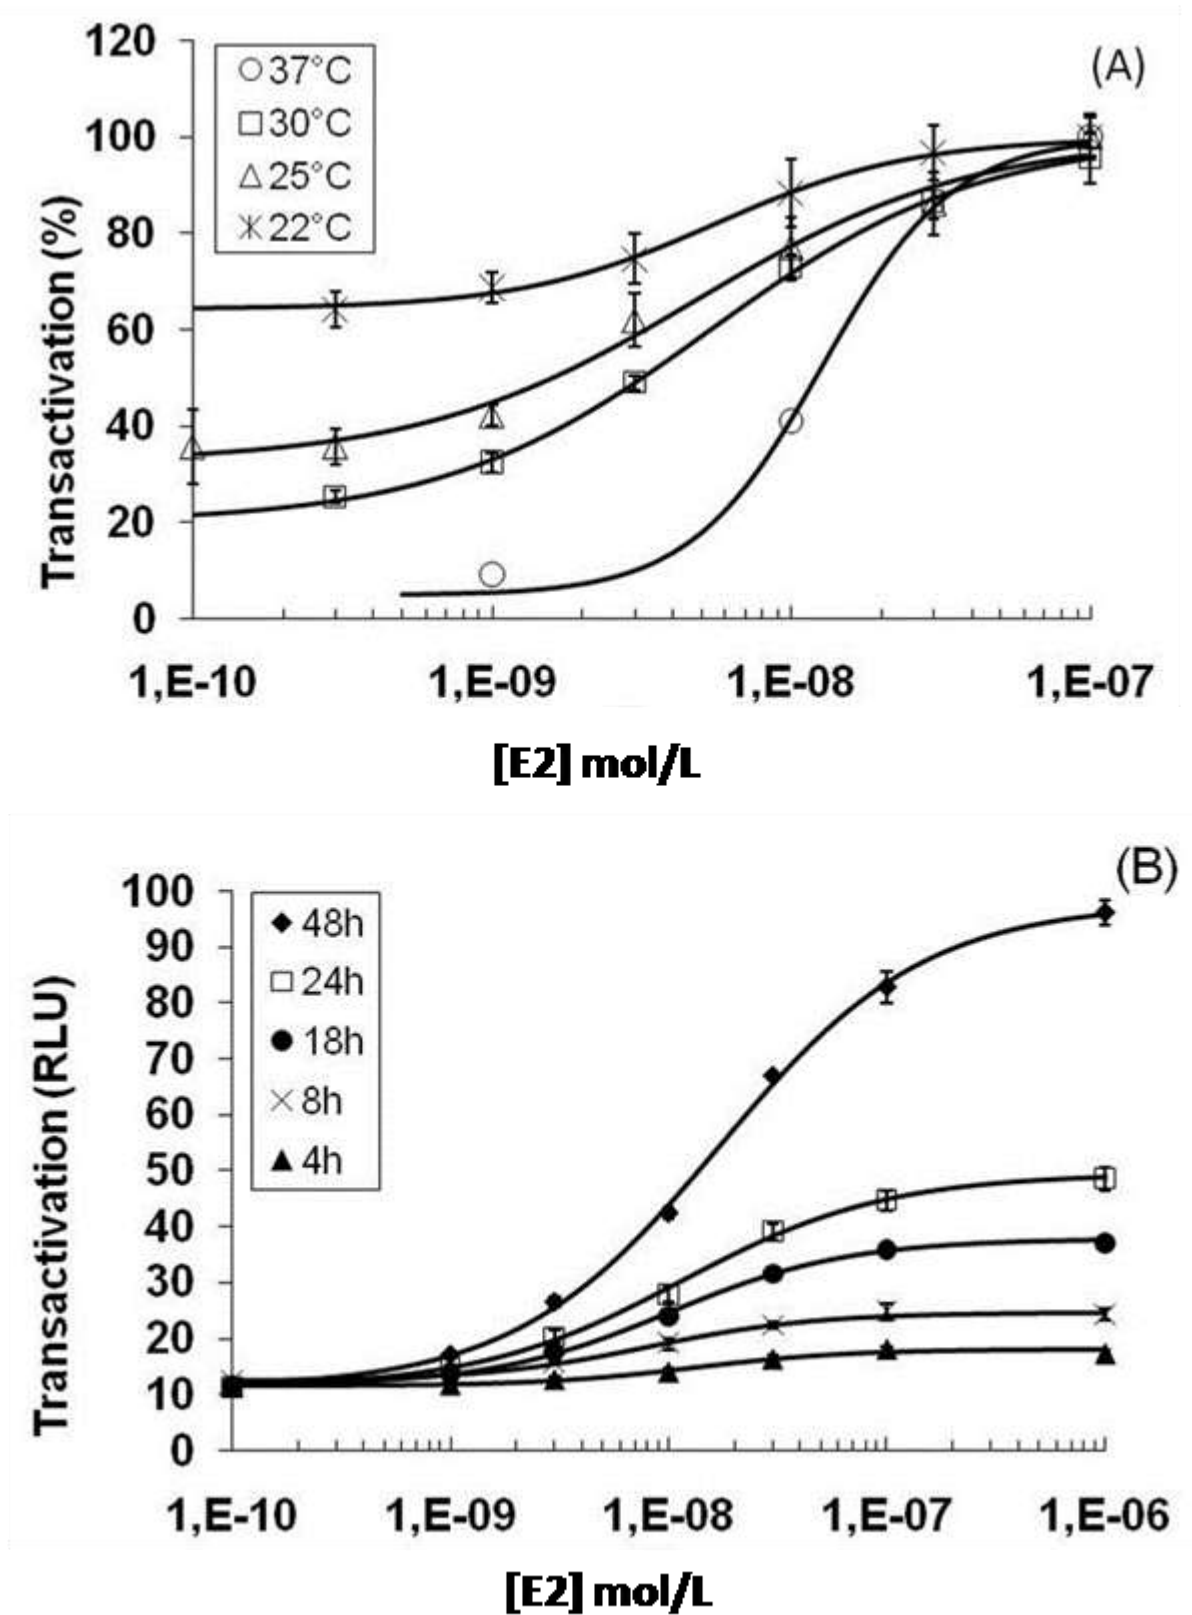 (A)
120
100
80
60
40
20
0
Transactivation (%)
37°C
30°C
25°C
22°C
1,E-10 1,E-09 1,E-08 1,E-07
[E2] mol/L
(B)
100
90
80
70
60
50
40
30
20
10
0
Transactivation (RLU)
48h
24h
18h
8h
4h
1,E-10 1,E-09 1,E-08 1,E-07 1,E-06
[E2] mol/L